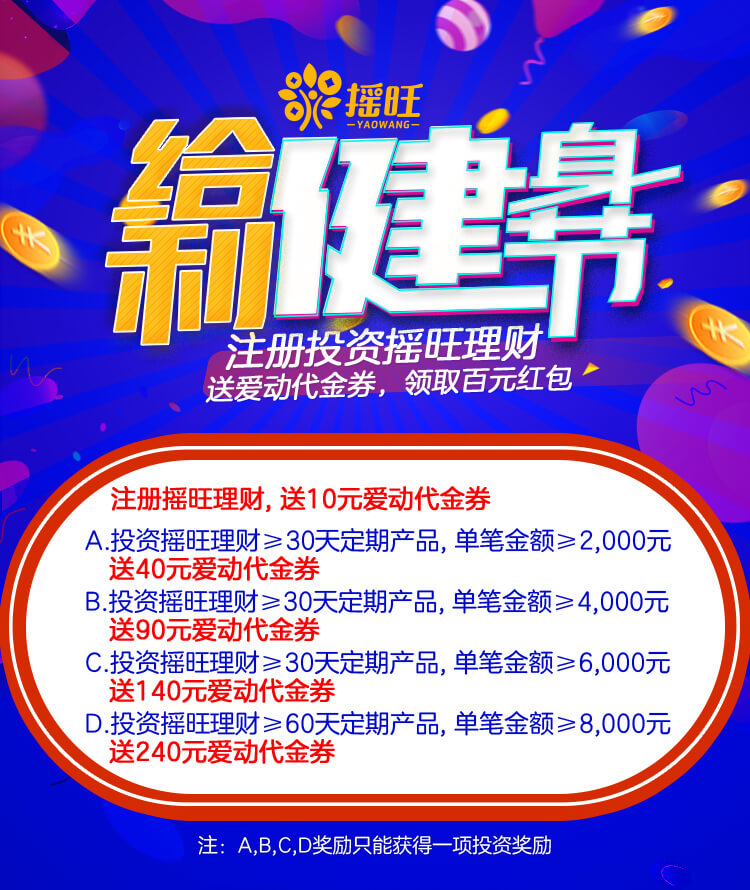 摇旺
YAOWANG
给利健身节
注册投资摇旺理财
送爱动代金券，领取百元红包
注册摇旺理财, 送10元爱动代金券
A.投资摇旺理财≥30天定期产品, 单笔金额≥2,000元
送40元爱动代金券
B.投资摇旺理财≥30天定期产品, 单笔金额≥4,000元
送90元爱动代金券
C.投资摇旺理财≥30天定期产品, 单笔金额≥6,000元
送140元爱动代金券
D.投资摇旺理财≥60天定期产品, 单笔金额≥8,000元
送240元爱动代金券
注：A,B,C,D奖励只能获得一项投资奖励